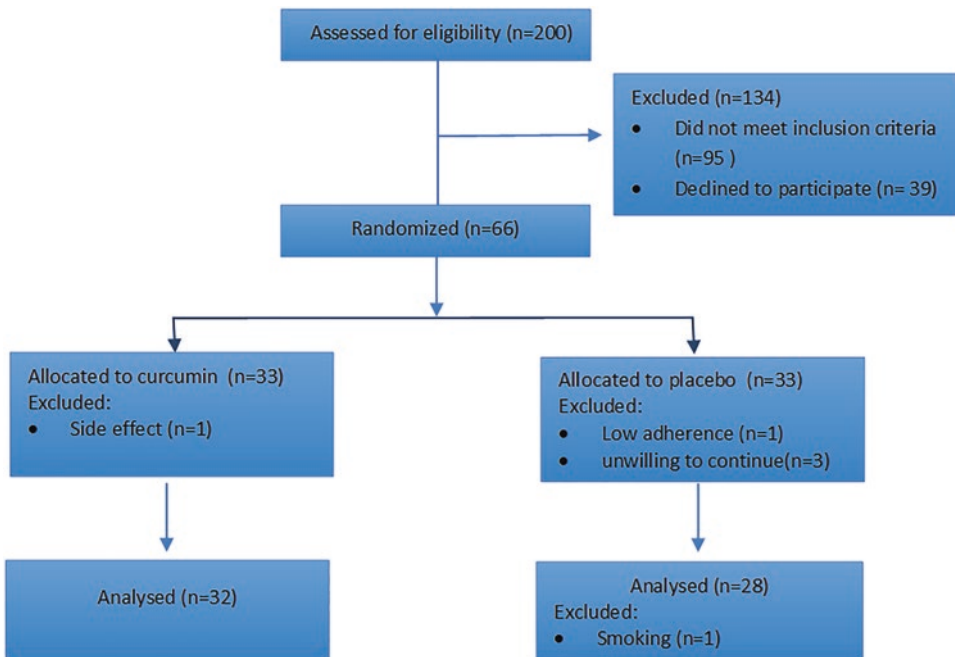 Assessed for eligibility (n=200)
Excluded (n=134)
• Did not meet inclusion criteria
(n=95 )
• Declined to participate (n= 39)
Randomized (n=66)
Allocated to curcumin (n=33)
Excluded:
• Side effect (n=1)
Allocated to placebo (n=33)
Excluded:
• Low adherence (n=1)
• unwilling to continue(n=3)
Analysed (n=32)
Analysed (n=28)
Excluded:
• Smoking (n=1)